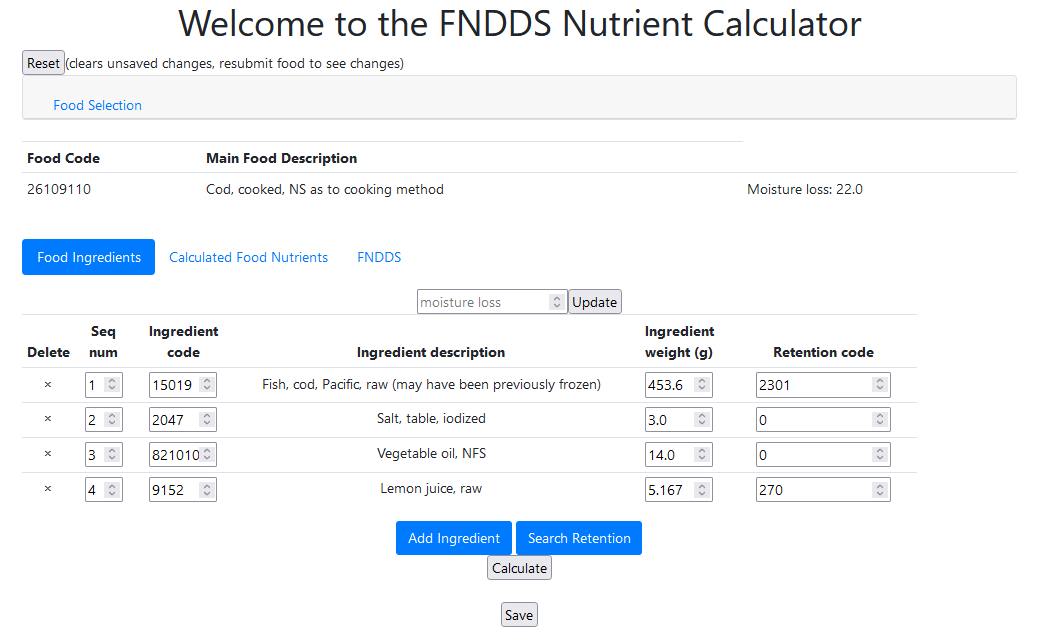 Welcome to the FNDDS Nutrient Calculator
Reset (clears unsaved changes, resubmit food to see changes)
Food Selection
Food Code Main Food Description
26109110 Cod, cooked, NS as to cooking method Moisture loss: 22.0
Food Ingredients Calculated Food Nutrients FNDDS
moisture loss Update
Seq Ingredient Ingredient
Delete num code Ingredient description weight (g) Retention code
× 1 15019 Fish, cod, Pacific, raw (may have been previously frozen) 453.6 2301
× 2 2047 Salt, table, iodized 3.0 0
× 3 821010 Vegetable oil, NFS 14.0 0
× 4 9152 Lemon juice, raw 5.167 270
Add Ingredient Search Retention
Calculate
Save